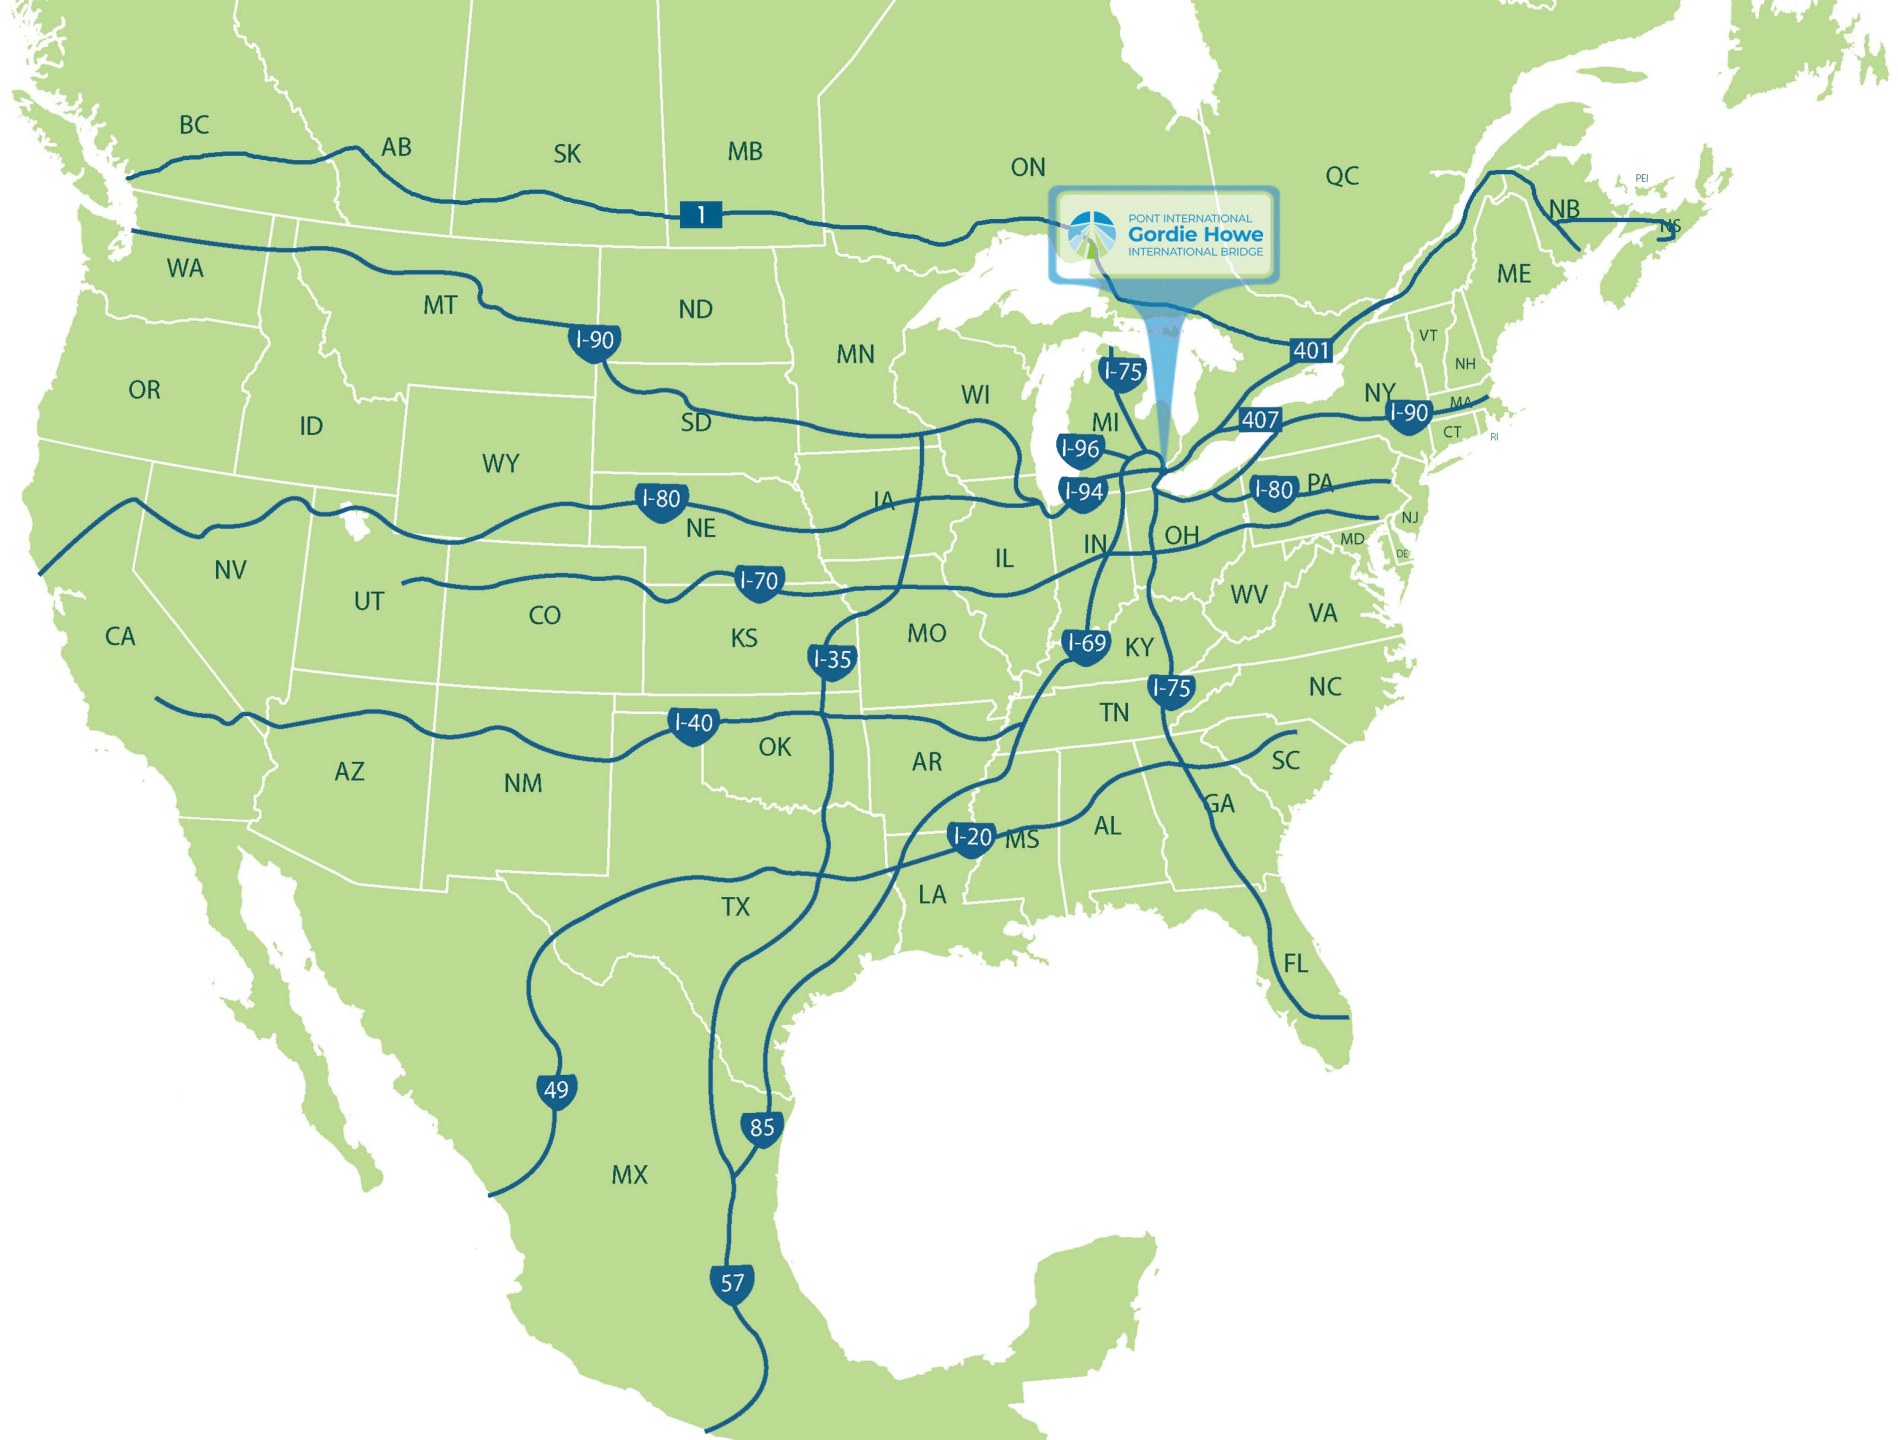 BC
AB
SK
MB
ON
QC
PEI
NB
NS
1
PONT INTERNATIONAL
Gordie Howe
INTERNATIONAL BRIDGE
WA
MT
ND
ME
I-90
MN
401
VT
NH
I-75
OR
ID
SD
WI
MI
NY
I-90
MA
407
CT
RI
WY
I-96
I-94
I-80
PA
I-80
IA
NE
NJ
IN
OH
MD
DE
IL
NV
UT
I-70
CO
WV
VA
CA
KS
MO
I-69
KY
I-35
I-75
NC
TN
I-40
OK
AR
SC
AZ
NM
GA
AL
I-20
MS
TX
LA
FL
49
85
MX
57